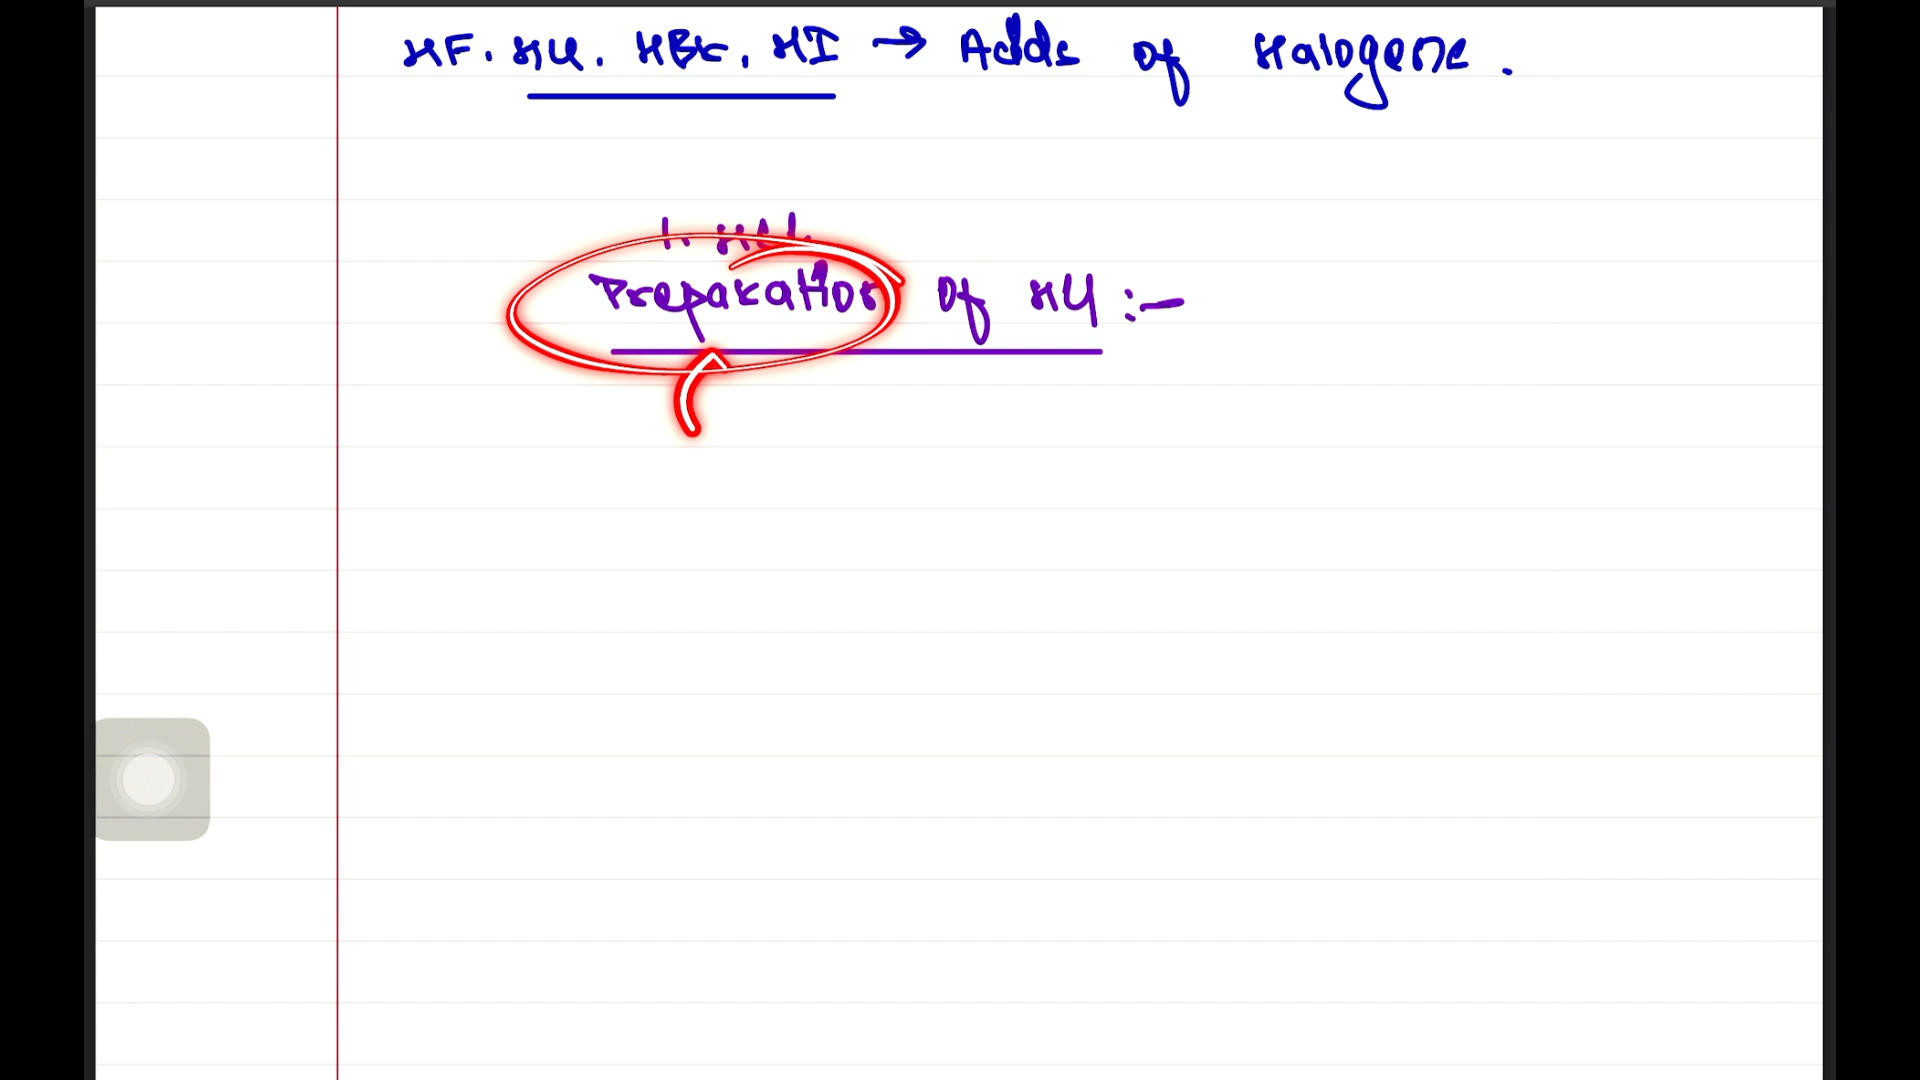 HF, HCl, HBr, HI → Acids of Halogens.
1. HCl.
Preparation of HCl :-